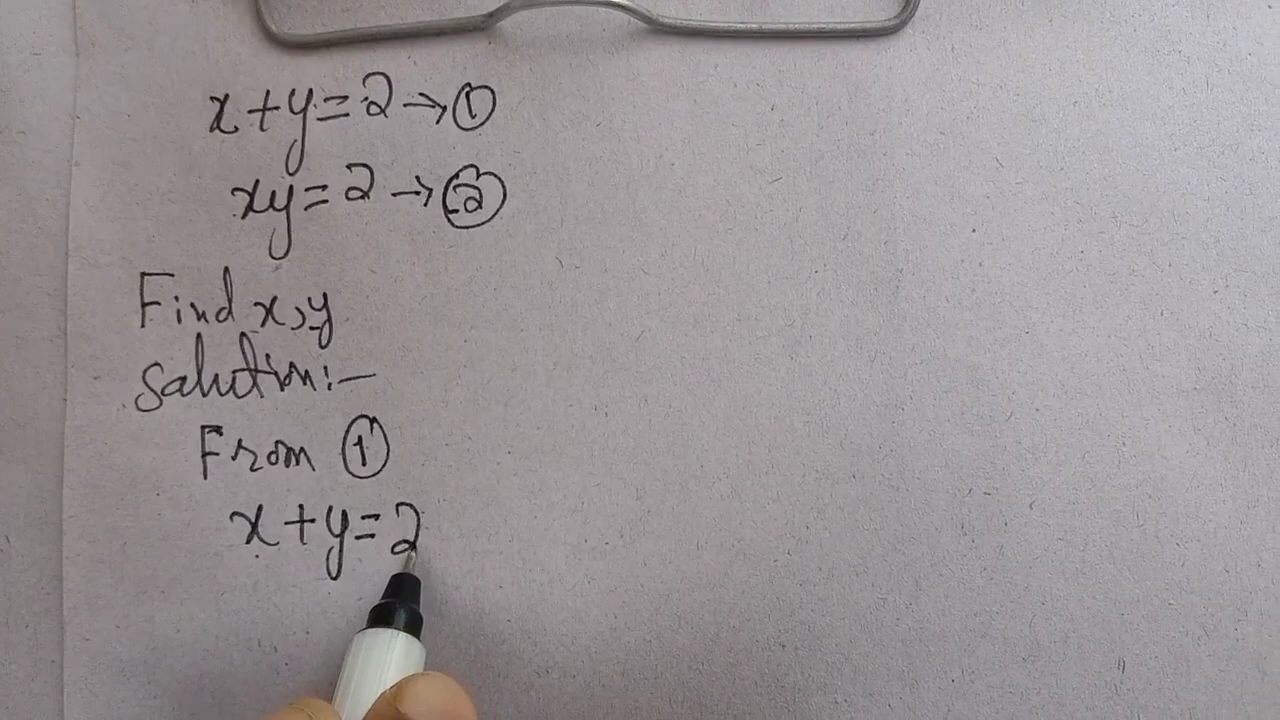 x+y=2→①
xy=2→②
Find x,y
Solution:-
From ①
x+y=2